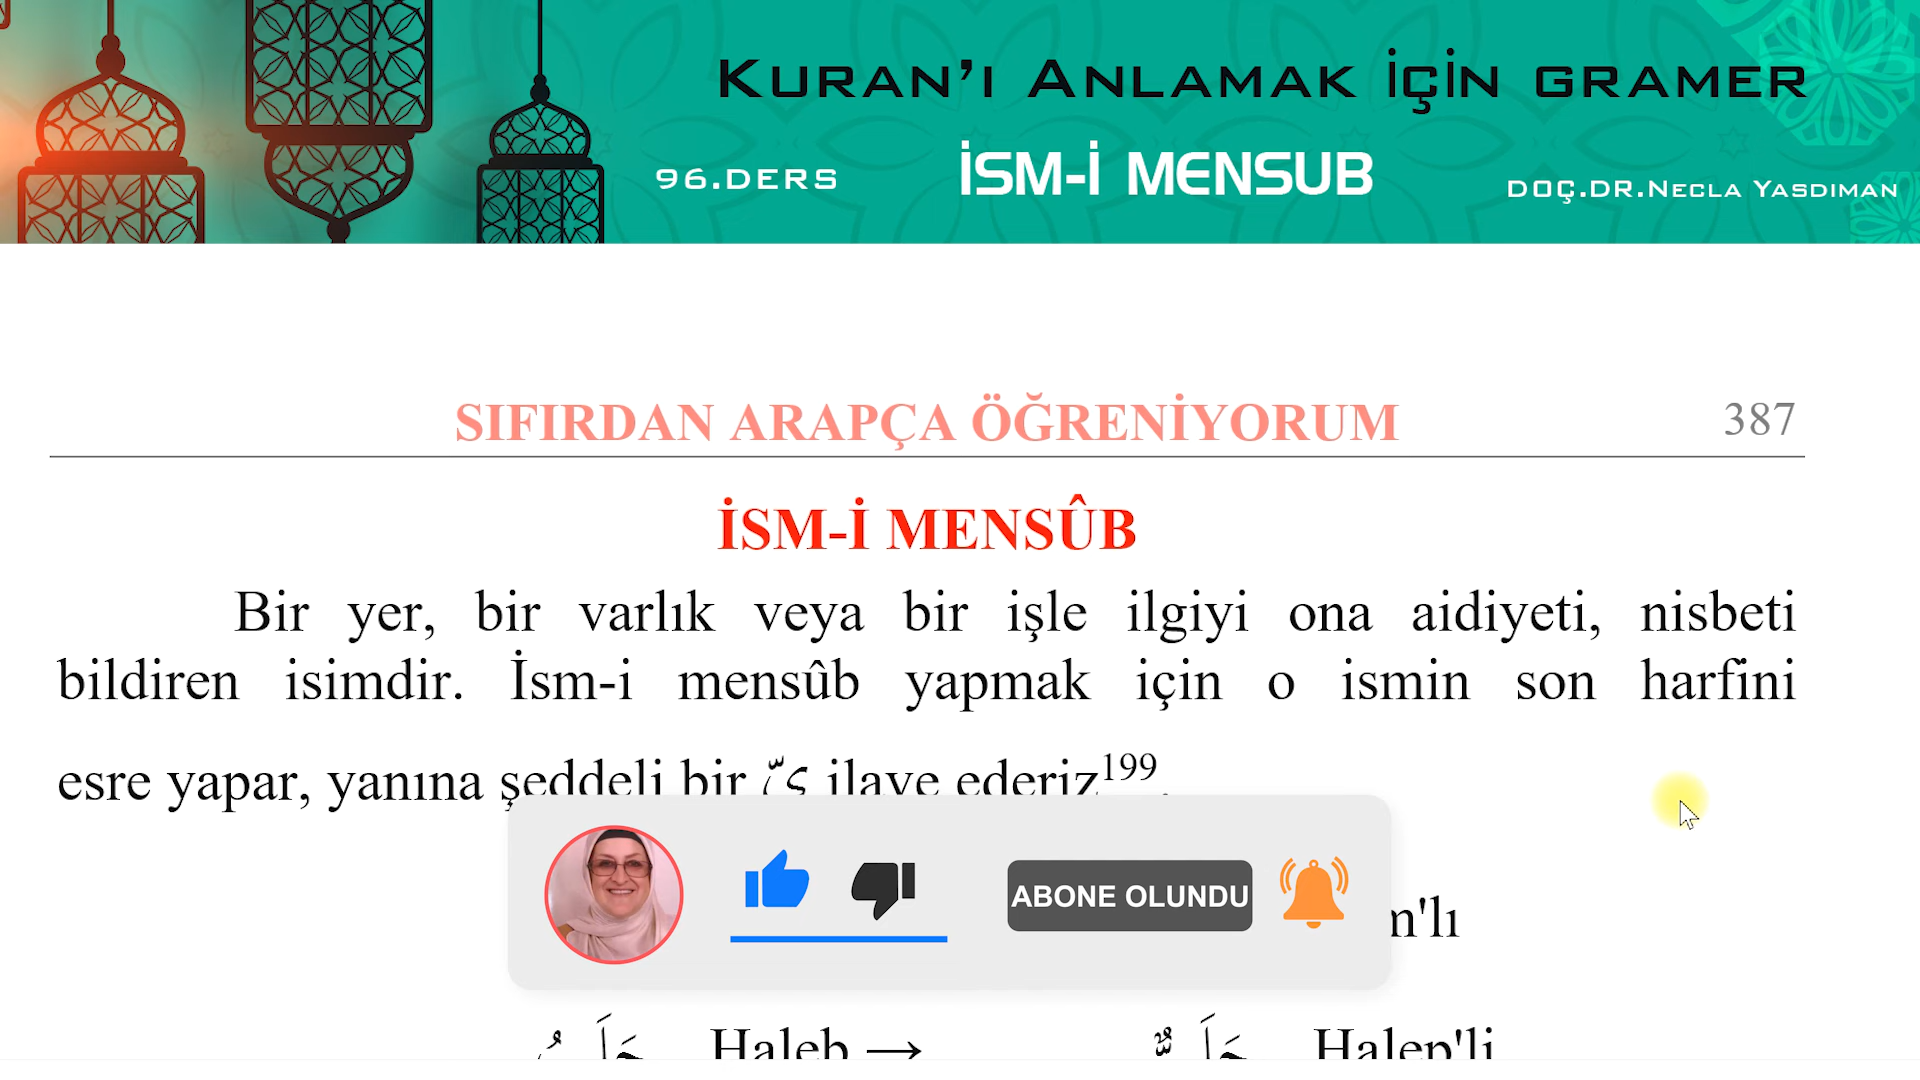 KURAN’I ANLAMAK İÇİN GRAMER
96.DERS
İSM-İ MENSUB
DOÇ.DR.NECLA YASDIMAN
SIFIRDAN ARAPÇA ÖĞRENİYORUM 387
İSM-İ MENSÛB
Bir yer, bir varlık veya bir işle ilgiyi ona aidiyeti, nisbeti
bildiren isimdir. İsm-i mensûb yapmak için o ismin son harfini
esre yapar, yanına şeddeli bir ىّ ilave ederiz199.
ABONE OLUNDU
m'lı
Haleb → Halep'li